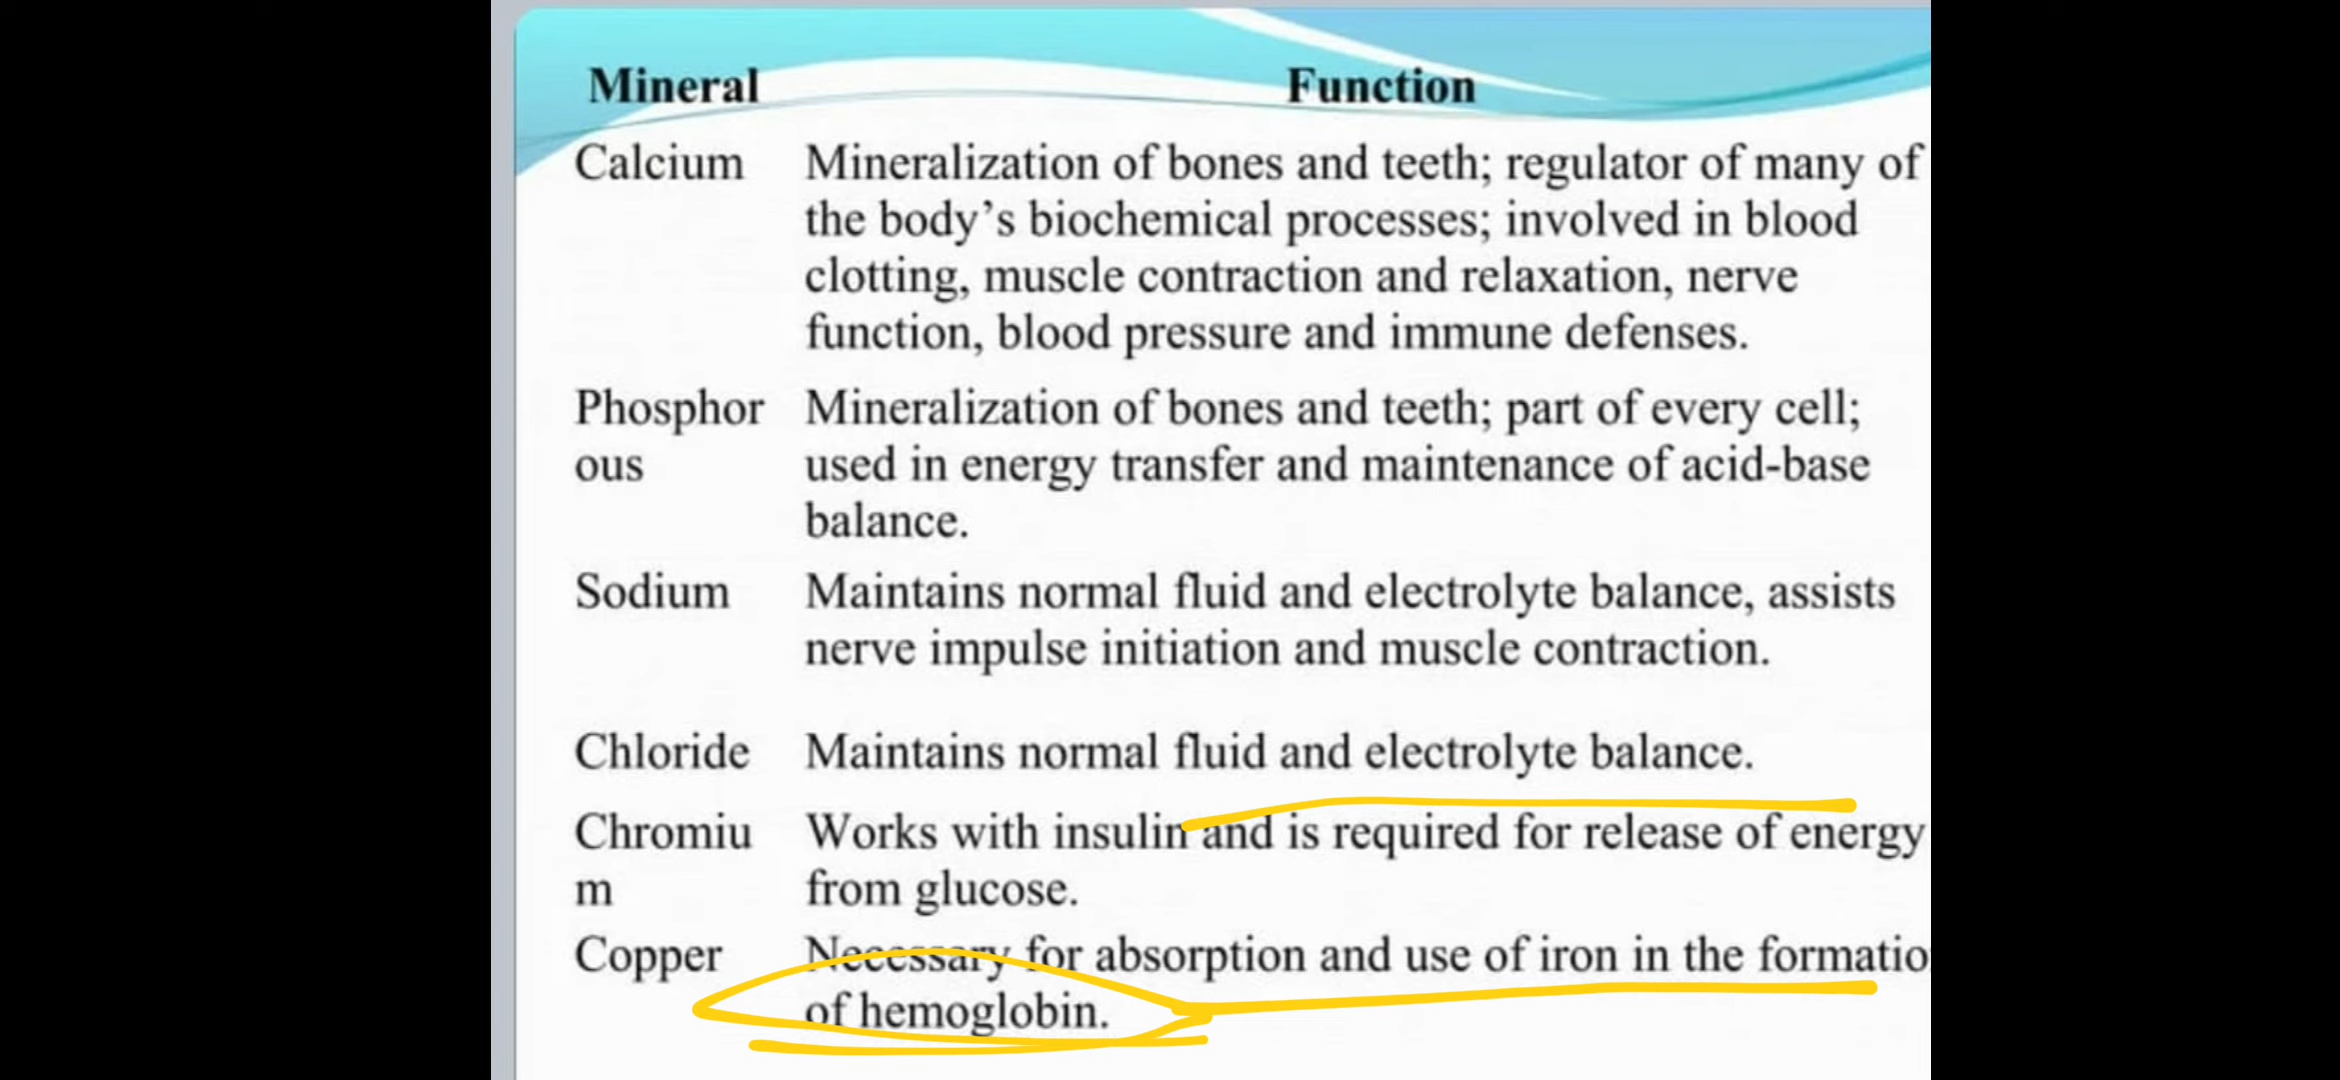 Mineral Function
Calcium Mineralization of bones and teeth; regulator of many of
the body's biochemical processes; involved in blood
clotting, muscle contraction and relaxation, nerve
function, blood pressure and immune defenses.
Phosphor Mineralization of bones and teeth; part of every cell;
ous used in energy transfer and maintenance of acid-base
balance.
Sodium Maintains normal fluid and electrolyte balance, assists
nerve impulse initiation and muscle contraction.
Chloride Maintains normal fluid and electrolyte balance.
Chromiu Works with insulin and is required for release of energy
m from glucose.
Copper Necessary for absorption and use of iron in the formatio
of hemoglobin.